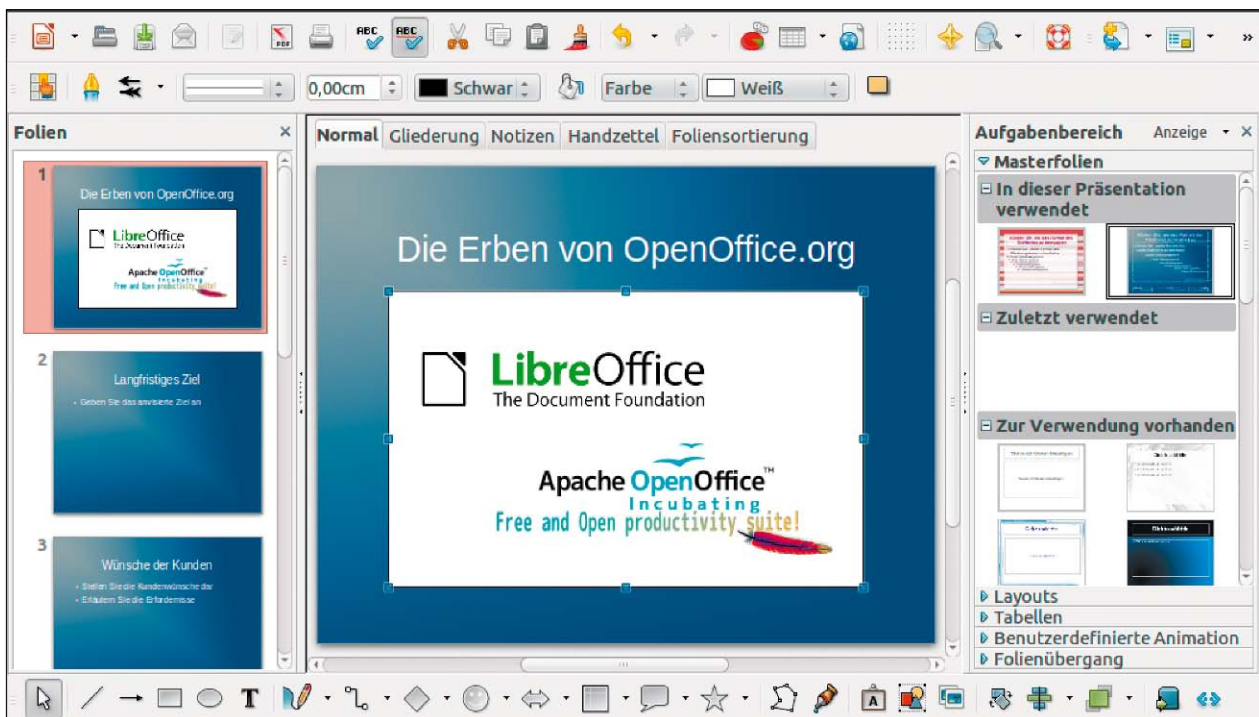 PDF
ABC
ABC
0,00cm
Schwar
Farbe
Weiß
Folien
1
Die Erben von OpenOffice.org
LibreOffice
The Document Foundation
Apache OpenOffice™
Incubating
Free and Open productivity suite!
2
Langfristiges Ziel
• Geben Sie das anvisierte Ziel an
3
Wünsche der Kunden
• Stellen Sie die Kundenwünsche dar
• Erläutern Sie die Erfordernisse
Normal Gliederung Notizen Handzettel Foliensortierung
Die Erben von OpenOffice.org
LibreOffice
The Document Foundation
Apache OpenOffice™
Incubating
Free and Open productivity suite!
Aufgabenbereich Anzeige
Masterfolien
In dieser Präsentation
verwendet
Zuletzt verwendet
Zur Verwendung vorhanden
Layouts
Tabellen
Benutzerdefinierte Animation
Folienübergang
T
A